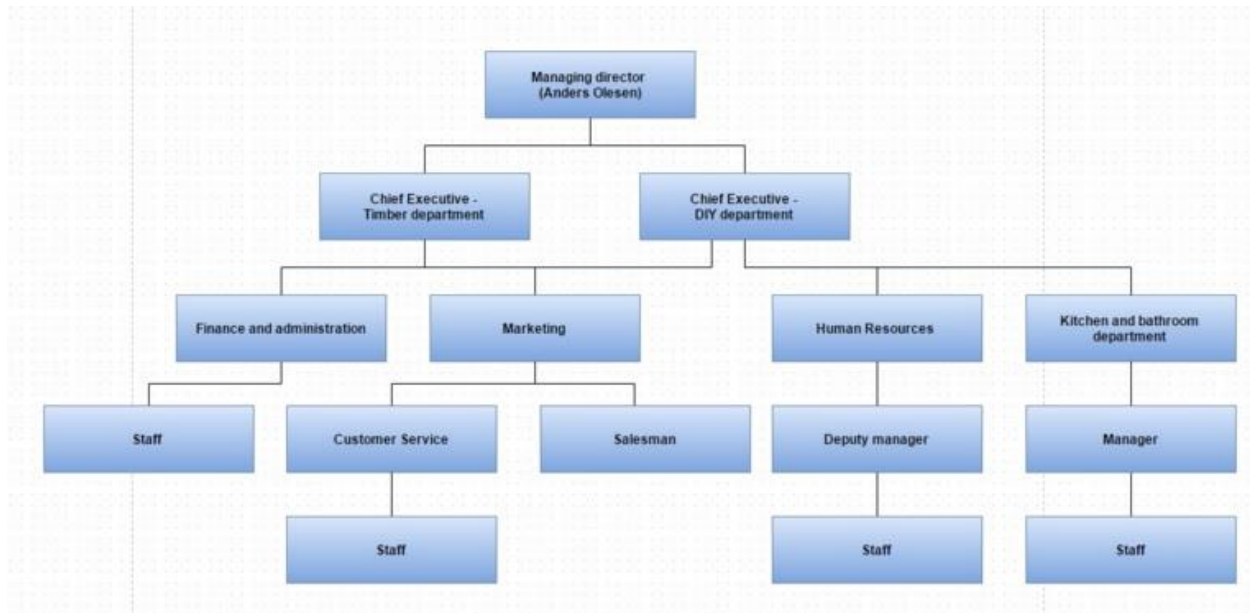 Managing director
(Anders Olesen)
Chief Executive -
Timber department
Chief Executive -
DIY department
Finance and administration
Marketing
Human Resources
Kitchen and bathroom
department
Staff
Customer Service
Salesman
Deputy manager
Manager
Staff
Staff
Staff